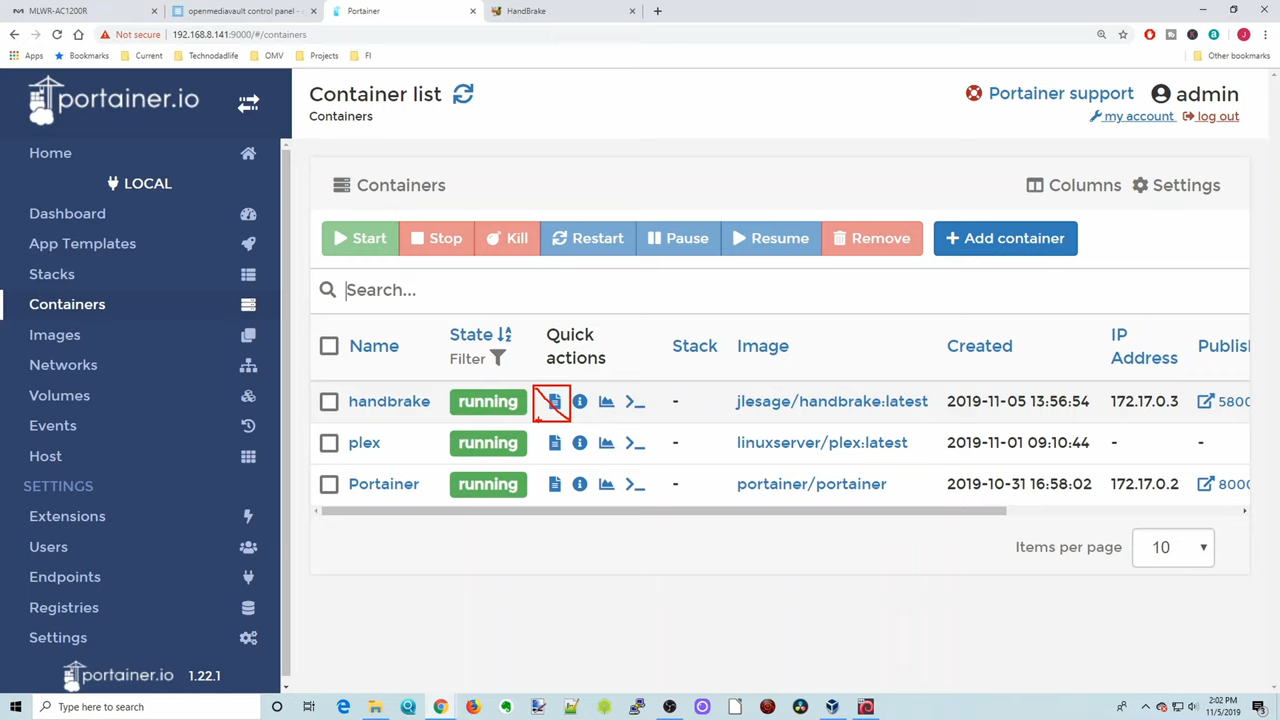 MLWR-AC1200R
openmediavault control panel -
Portainer
HandBrake
Not secure
192.168.8.141:9000/#/containers
Apps
Bookmarks
Current
Technodadlife
OMV
Projects
FI
Other bookmarks
portainer.io
Home
LOCAL
Dashboard
App Templates
Stacks
Containers
Images
Networks
Volumes
Events
Host
SETTINGS
Extensions
Users
Endpoints
Registries
Settings
portainer.io 1.22.1
Container list
Containers
Portainer support admin
my account log out
Containers
Columns Settings
Start Stop Kill Restart Pause Resume Remove + Add container
Search...
Name State Filter Quick actions Stack Image Created IP Address Publis
handbrake running - jlesage/handbrake:latest 2019-11-05 13:56:54 172.17.0.3 5800
plex running - linuxserver/plex:latest 2019-11-01 09:10:44 - -
Portainer running - portainer/portainer 2019-10-31 16:58:02 172.17.0.2 8000
Items per page 10
Type here to search
2:02 PM
11/5/2019